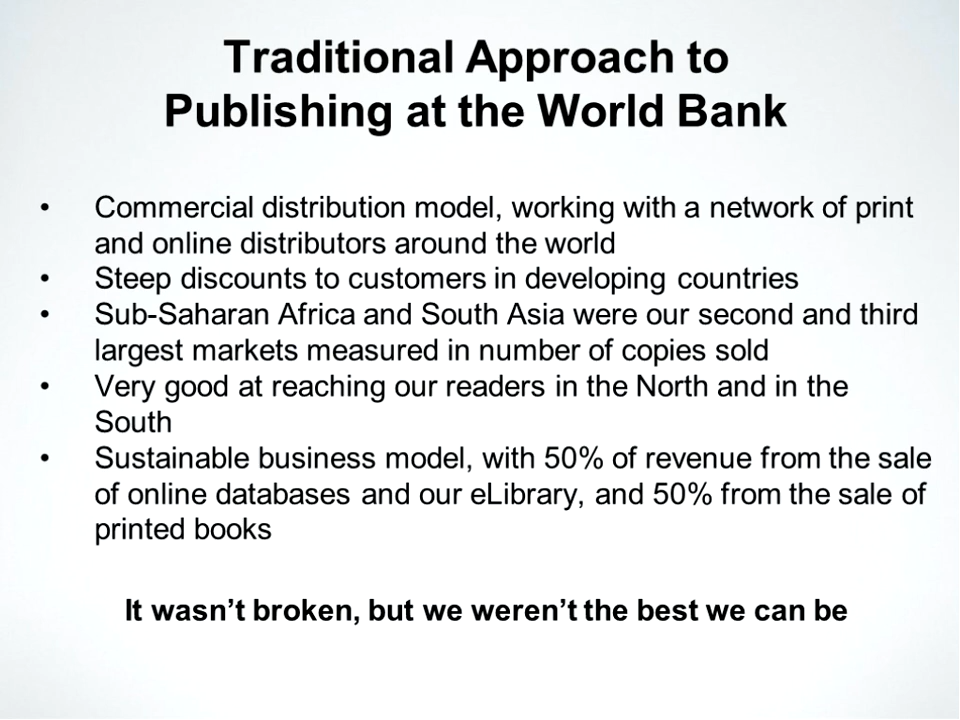 Traditional Approach to
Publishing at the World Bank
• Commercial distribution model, working with a network of print
and online distributors around the world
• Steep discounts to customers in developing countries
• Sub-Saharan Africa and South Asia were our second and third
largest markets measured in number of copies sold
• Very good at reaching our readers in the North and in the
South
• Sustainable business model, with 50% of revenue from the sale
of online databases and our eLibrary, and 50% from the sale of
printed books
It wasn’t broken, but we weren’t the best we can be